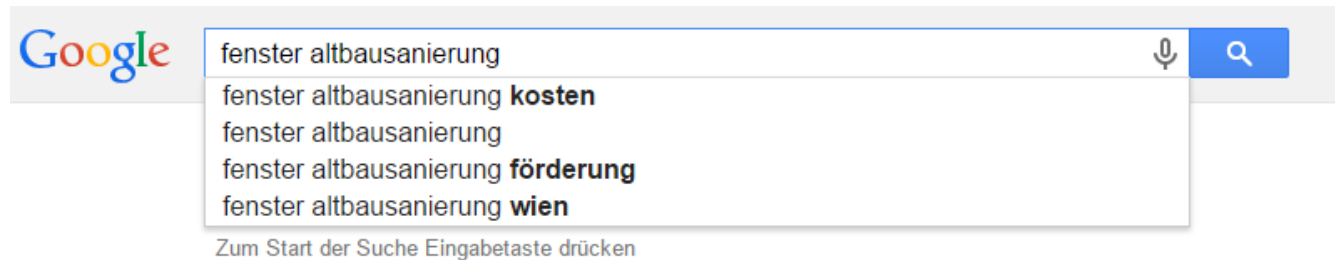 Google
fenster altbausanierung
fenster altbausanierung kosten
fenster altbausanierung
fenster altbausanierung förderung
fenster altbausanierung wien
Zum Start der Suche Eingabetaste drücken